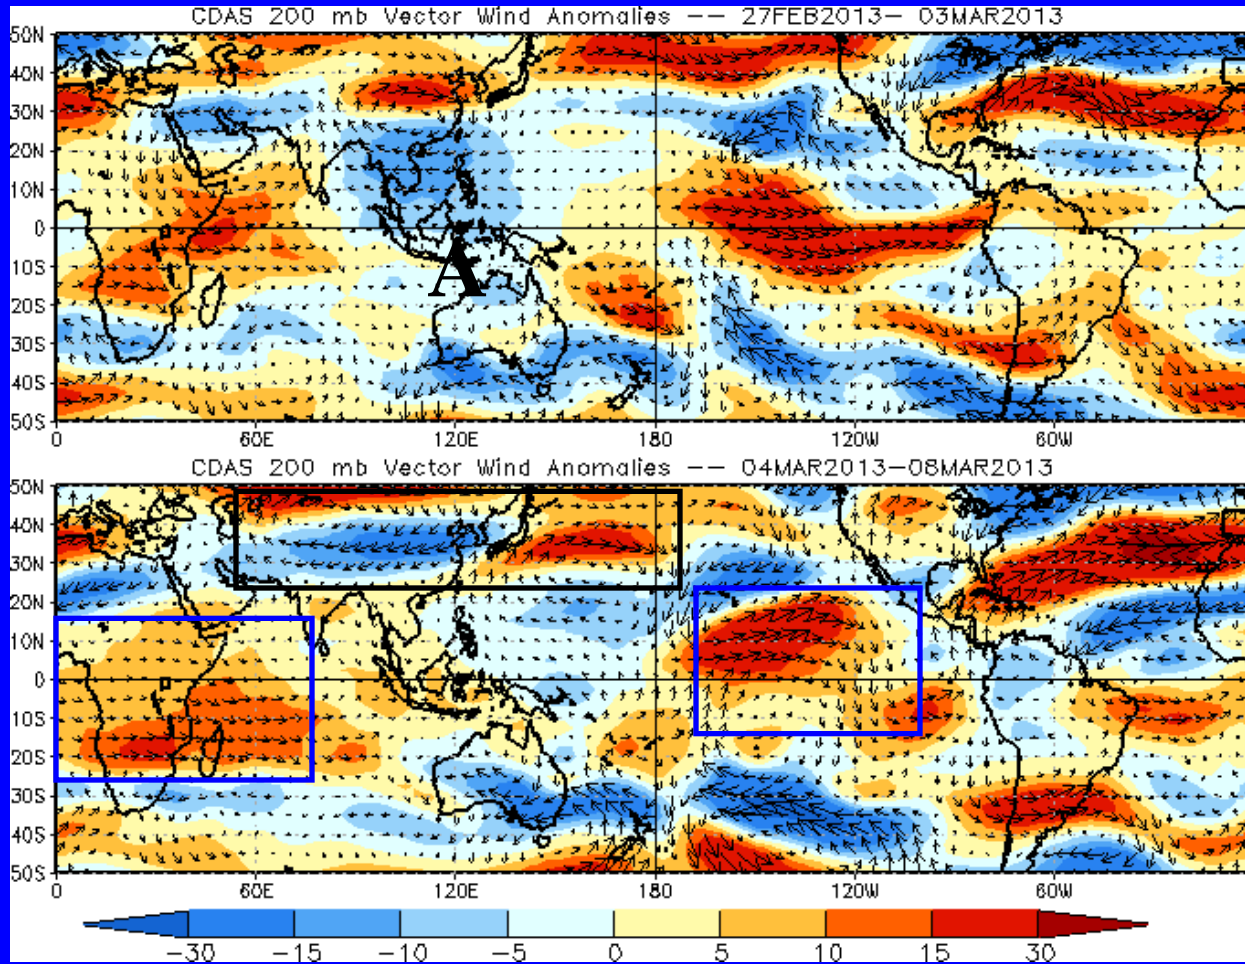 CDAS 200 mb Vector Wind Anomalies -- 27FEB2013- 03MAR2013
50N
40N
30N
20N
10N
0
10S
20S
30S
40S
50S
A
0 60E 120E 180 120W 60W
CDAS 200 mb Vector Wind Anomalies -- 04MAR2013-08MAR2013
50N
40N
30N
20N
10N
0
10S
20S
30S
40S
50S
0 60E 120E 180 120W 60W
-30 -15 -10 -5 0 5 10 15 30